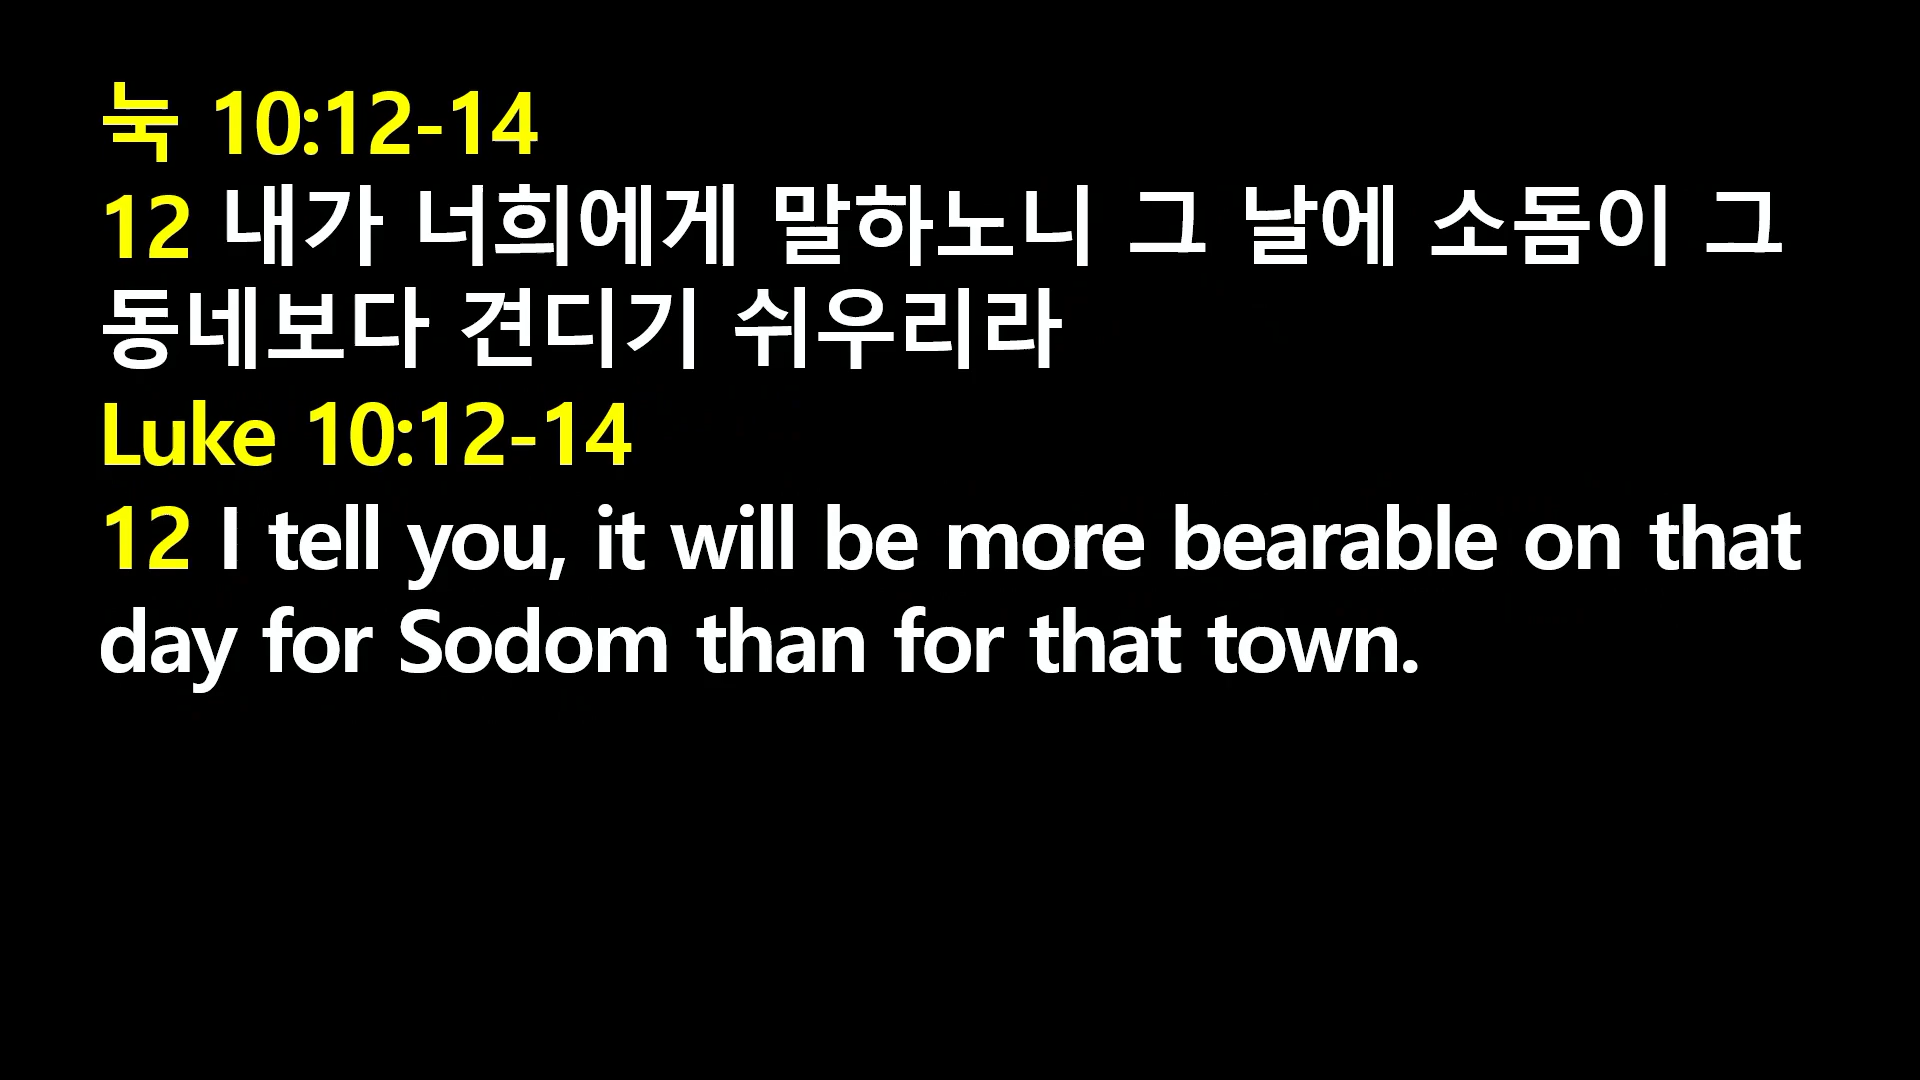 눅 10:12-14
12 내가 너희에게 말하노니 그 날에 소돔이 그
동네보다 견디기 쉬우리라
Luke 10:12-14
12 I tell you, it will be more bearable on that
day for Sodom than for that town.